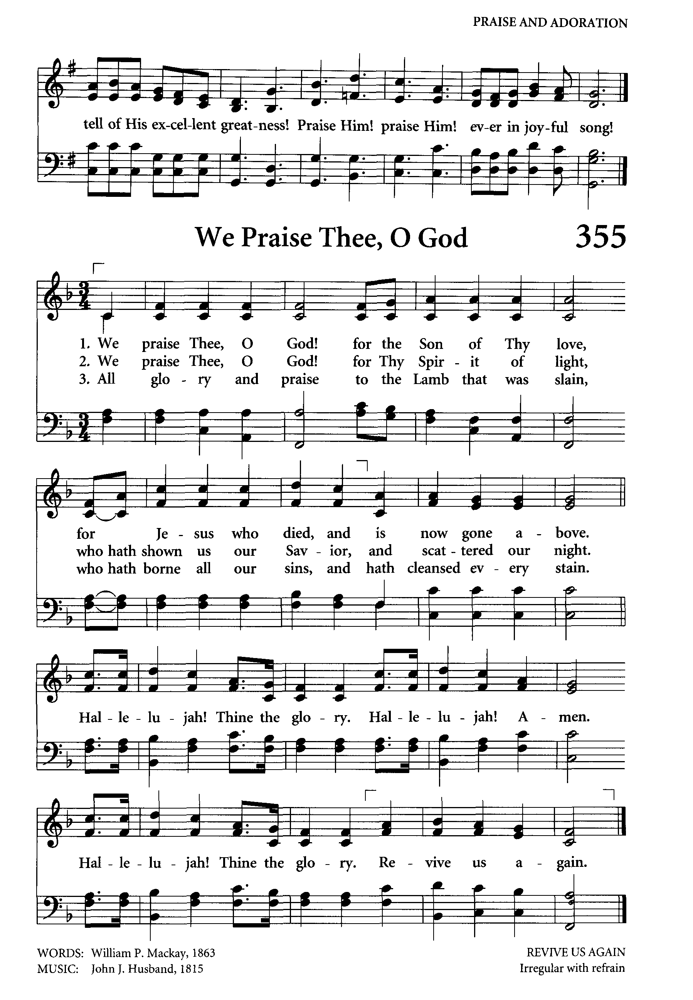 PRAISE AND ADORATION
tell of His ex-cel-lent great-ness! Praise Him! praise Him! ev-er in joy-ful song!
We Praise Thee, O God 355
1. We praise Thee, O God! for the Son of Thy love,
2. We praise Thee, O God! for Thy Spir - it of light,
3. All glo - ry and praise to the Lamb that was slain,
for Je - sus who died, and is now gone a - bove.
who hath shown us our Sav - ior, and scat - tered our night.
who hath borne all our sins, and hath cleansed ev - ery stain.
Hal - le - lu - jah! Thine the glo - ry. Hal - le - lu - jah! A - men.
Hal - le - lu - jah! Thine the glo - ry. Re - vive us a - gain.
WORDS: William P. Mackay, 1863 REVIVE US AGAIN
MUSIC: John J. Husband, 1815 Irregular with refrain